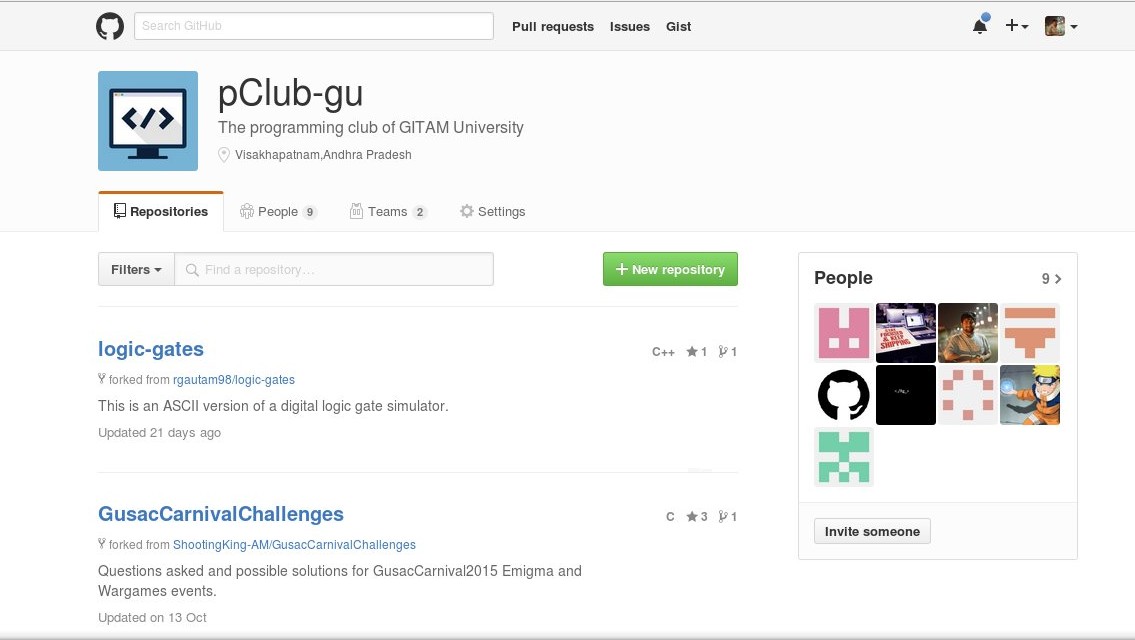 Search GitHub
Pull requests Issues Gist
pClub-gu
The programming club of GITAM University
Visakhapatnam,Andhra Pradesh
Repositories People 9 Teams 2 Settings
Filters Find a repository… New repository
logic-gates
C++ 1 1
forked from rgautam98/logic-gates
This is an ASCII version of a digital logic gate simulator.
Updated 21 days ago
GusacCarnivalChallenges
C 3 1
forked from ShootingKing-AM/GusacCarnivalChallenges
Questions asked and possible solutions for GusacCarnival2015 Emigma and
Wargames events.
Updated on 13 Oct
People 9
STAY
FOCUSED
& KEEP
SHIPPING
Invite someone